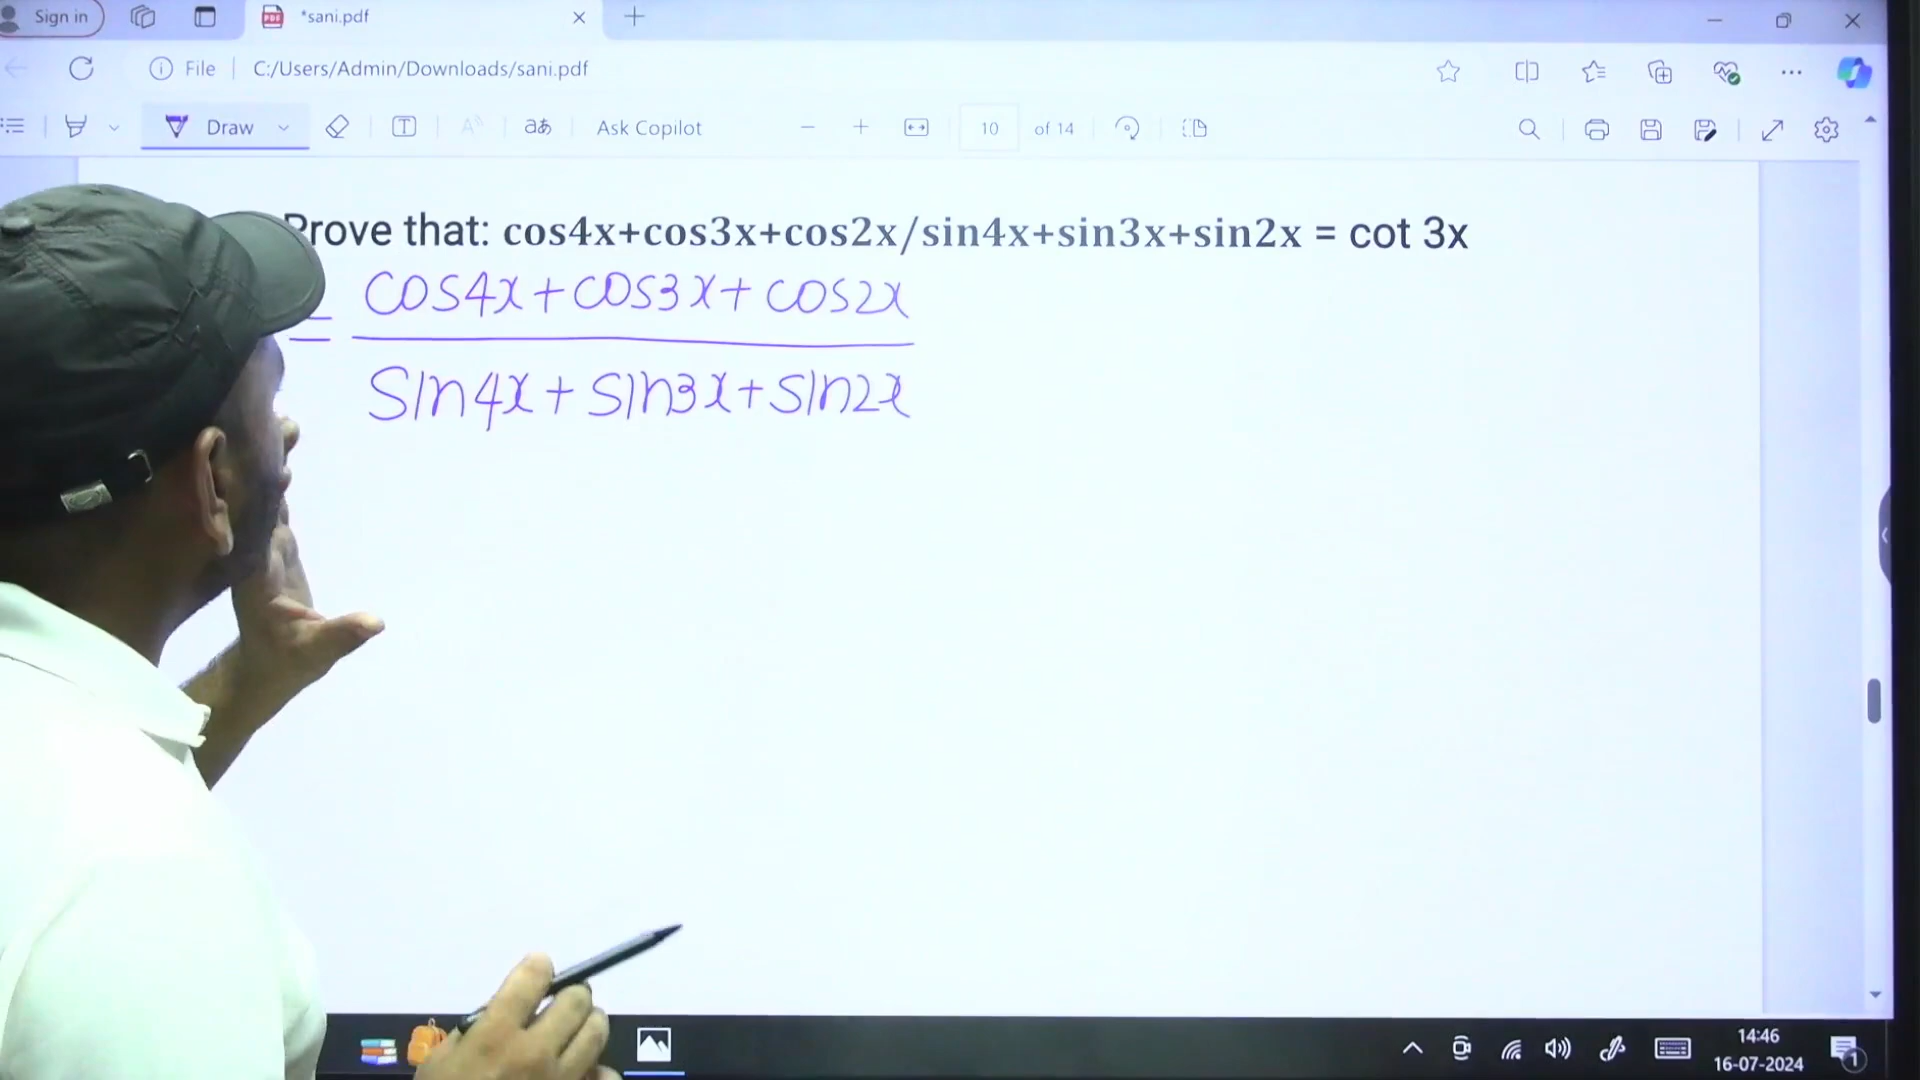 Sign in
*sani.pdf
File
C:/Users/Admin/Downloads/sani.pdf
Draw
Ask Copilot
10
of 14
Prove that: cos4x+cos3x+cos2x/sin4x+sin3x+sin2x = cot 3x
= cos4x + cos3x + cos2x
sin4x + sin3x + sin2x
14:46
16-07-2024
1